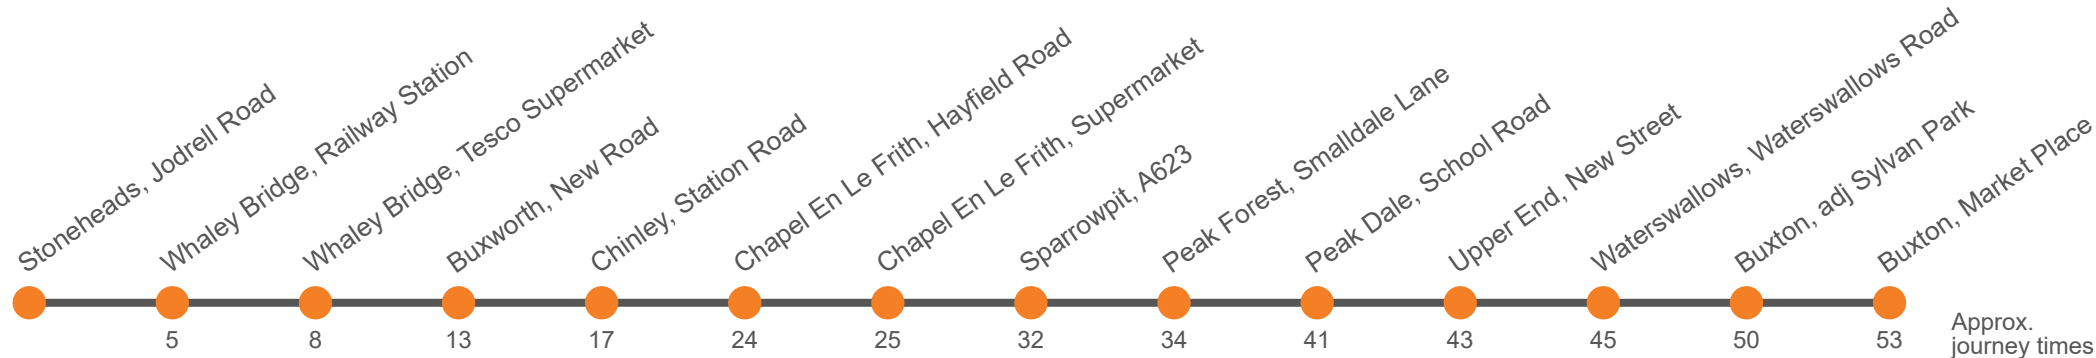 Stoneheads, Jodrell Road
Whaley Bridge, Railway Station
Whaley Bridge, Tesco Supermarket
Buxworth, New Road
Chinley, Station Road
Chapel En Le Frith, Hayfield Road
Chapel En Le Frith, Supermarket
Sparrowpit, A623
Peak Forest, Smalldale Lane
Peak Dale, School Road
Upper End, New Street
Waterswallows, Waterswallows Road
Buxton, adj Sylvan Park
Buxton, Market Place
5
8
13
17
24
25
32
34
41
43
45
50
53
Approx.
journey times